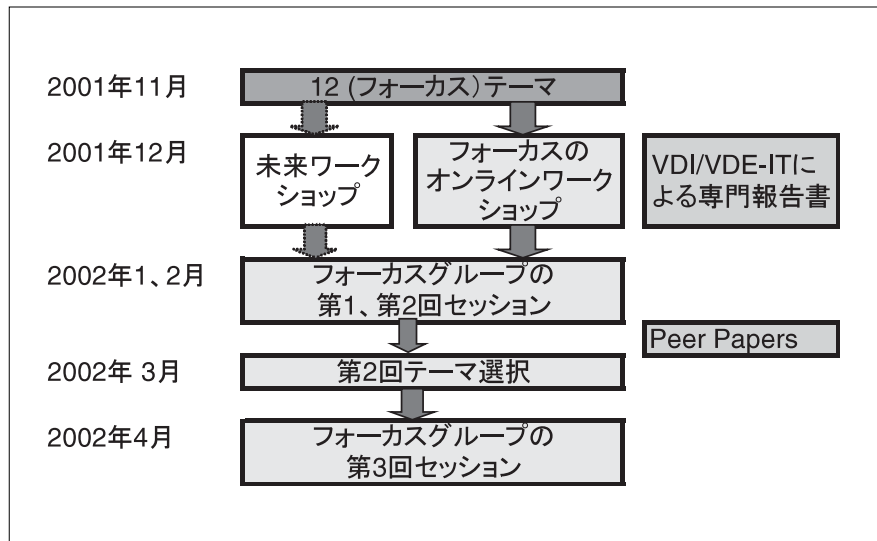 2001年11月
12 (フォーカス) テーマ
2001年12月
未来ワーク
ショップ
フォーカスの
オンラインワーク
ショップ
VDI/VDE-ITに
よる専門報告書
2002年1、2月
フォーカスグループの
第1、第2回セッション
Peer Papers
2002年 3月
第2回テーマ選択
2002年4月
フォーカスグループの
第3回セッション